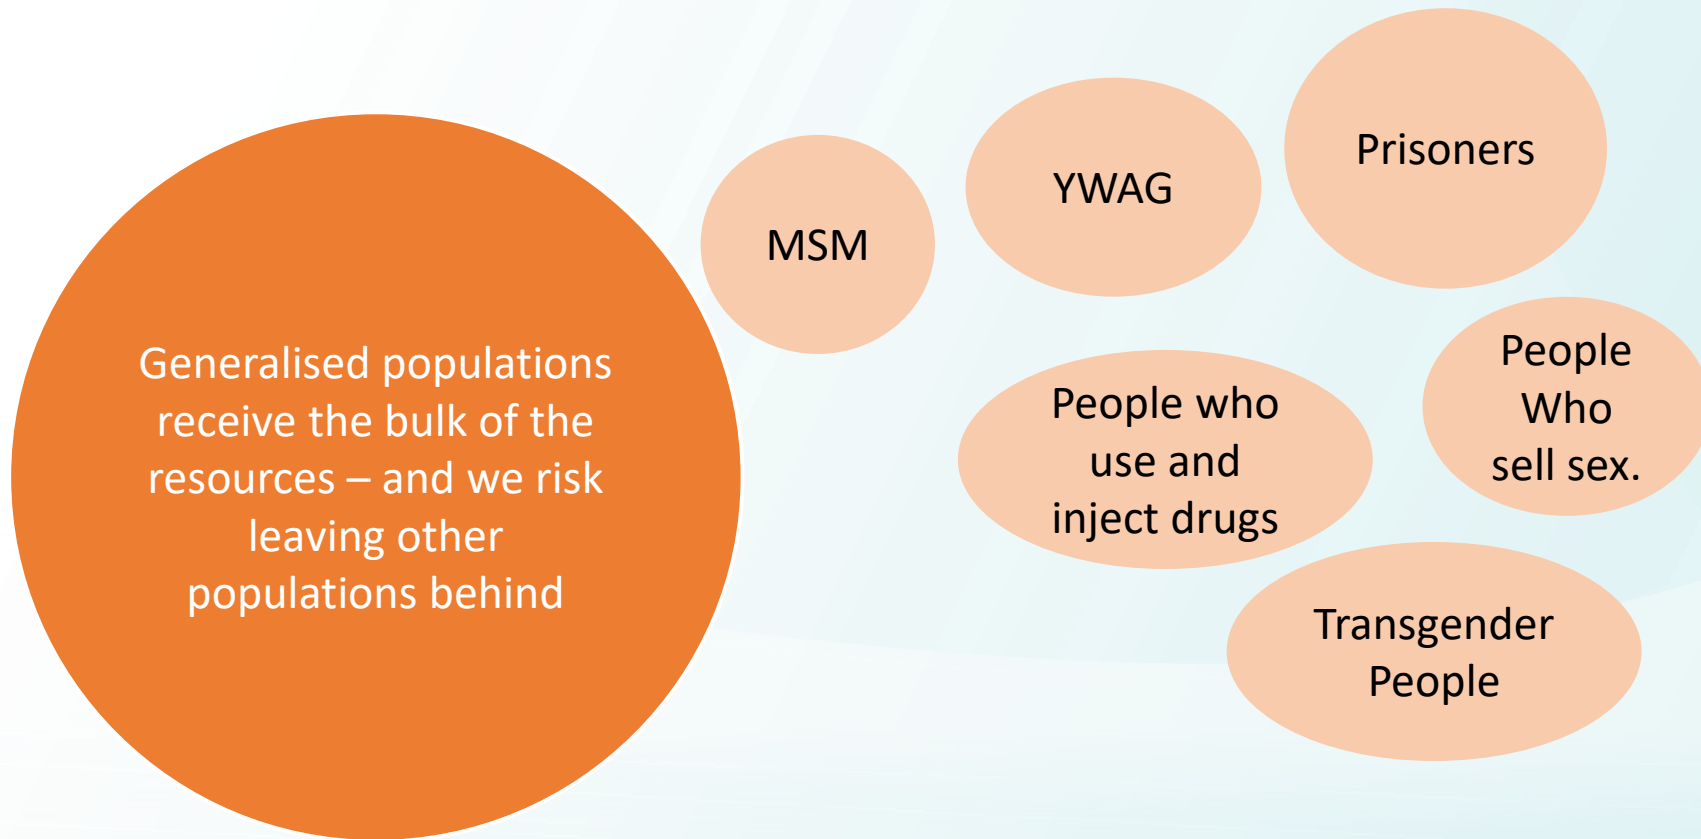 Generalised populations
receive the bulk of the
resources – and we risk
leaving other
populations behind
MSM
YWAG
Prisoners
People who
use and
inject drugs
People
Who
sell sex.
Transgender
People